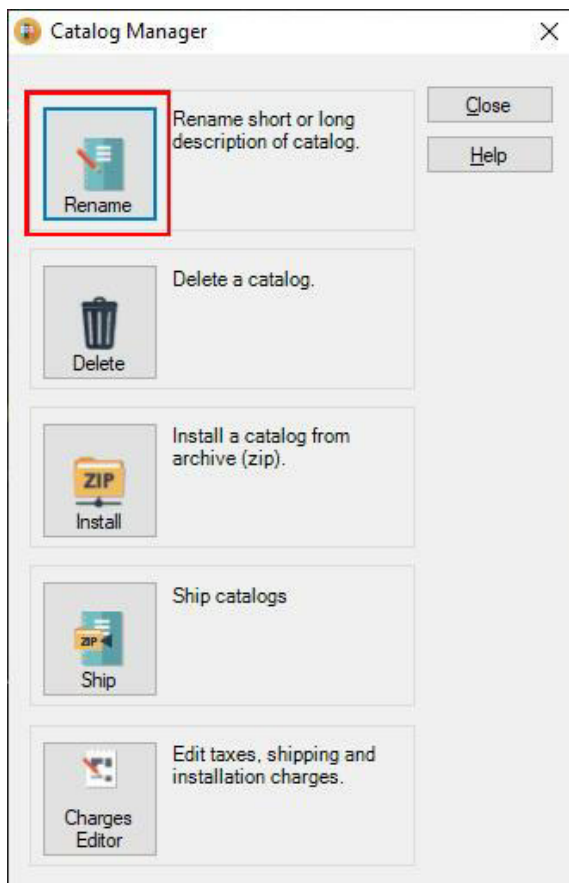 Catalog Manager
Rename short or long
description of catalog.
Rename
Close
Help
Delete a catalog.
Delete
Install a catalog from
archive (zip).
ZIP
Install
Ship catalogs
ZIP
Ship
Edit taxes, shipping and
installation charges.
Charges
Editor